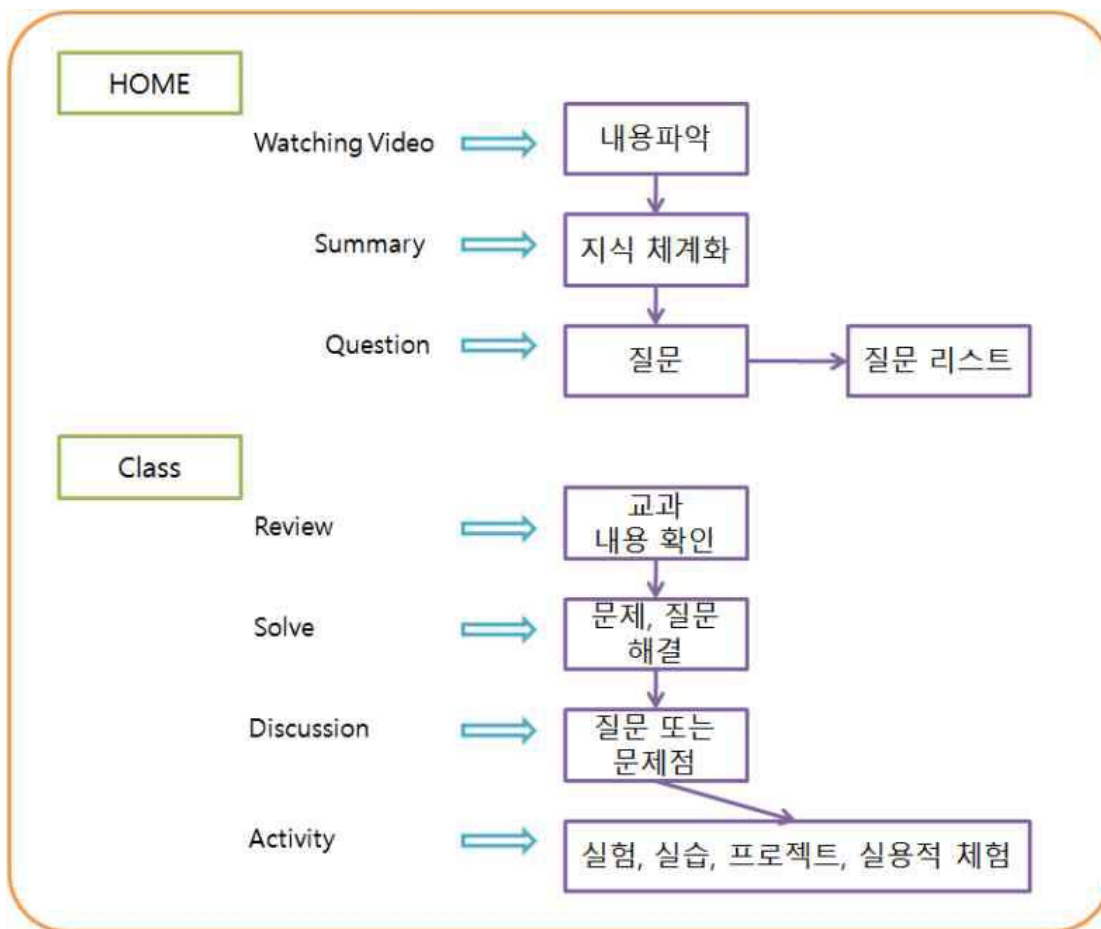 HOME
Watching Video
내용파악
Summary
지식 체계화
Question
질문
질문 리스트
Class
Review
교과
내용 확인
Solve
문제, 질문
해결
Discussion
질문 또는
문제점
Activity
실험, 실습, 프로젝트, 실용적 체험